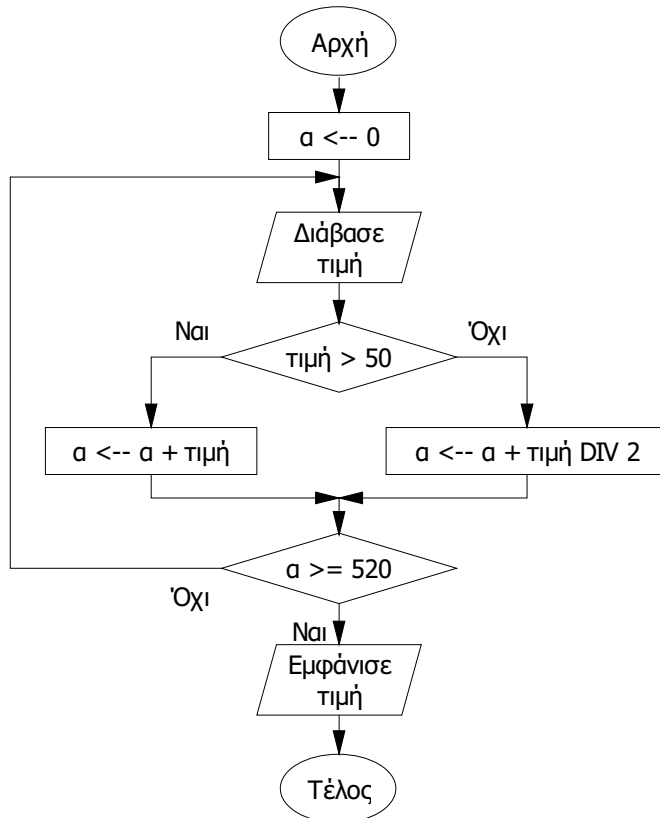 Αρχή
α <-- 0
Διάβασε
τιμή
Ναι
Όχι
τιμή > 50
α <-- α + τιμή
α <-- α + τιμή DIV 2
α >= 520
Όχι
Ναι
Εμφάνισε
τιμή
Τέλος